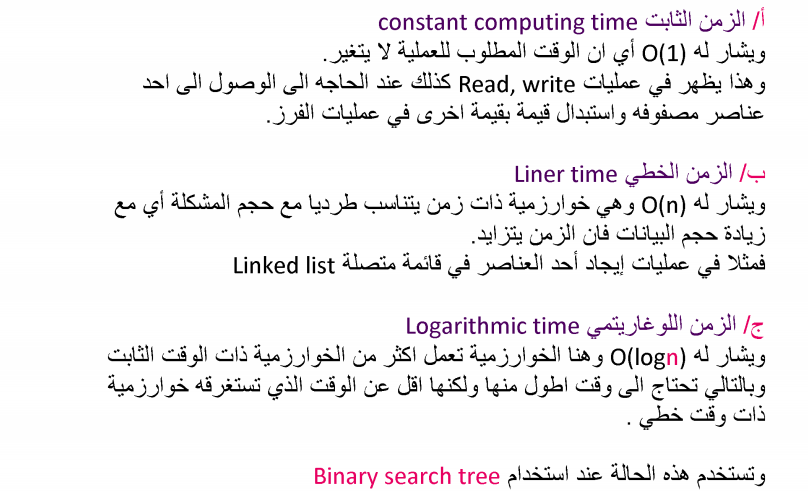 أ/ الزمن الثابت constant computing time
ويشار له O(1) أي ان الوقت المطلوب للعملية لا يتغير.
وهذا يظهر في عمليات Read, write كذلك عند الحاجه الى الوصول الى احد
عناصر مصفوفه واستبدال قيمة بقيمة اخرى في عمليات الفرز.
ب/ الزمن الخطي Liner time
ويشار له O(n) وهي خوارزمية ذات زمن يتناسب طرديا مع حجم المشكلة أي مع
زيادة حجم البيانات فان الزمن يتزايد.
فمثلا في عمليات إيجاد أحد العناصر في قائمة متصلة Linked list
ج/ الزمن اللوغاريتمي Logarithmic time
ويشار له O(logn) وهنا الخوارزمية تعمل اكثر من الخوارزمية ذات الوقت الثابت
وبالتالي تحتاج الى وقت اطول منها ولكنها اقل عن الوقت الذي تستغرقه خوارزمية
ذات وقت خطي .
وتستخدم هذه الحالة عند استخدام Binary search tree